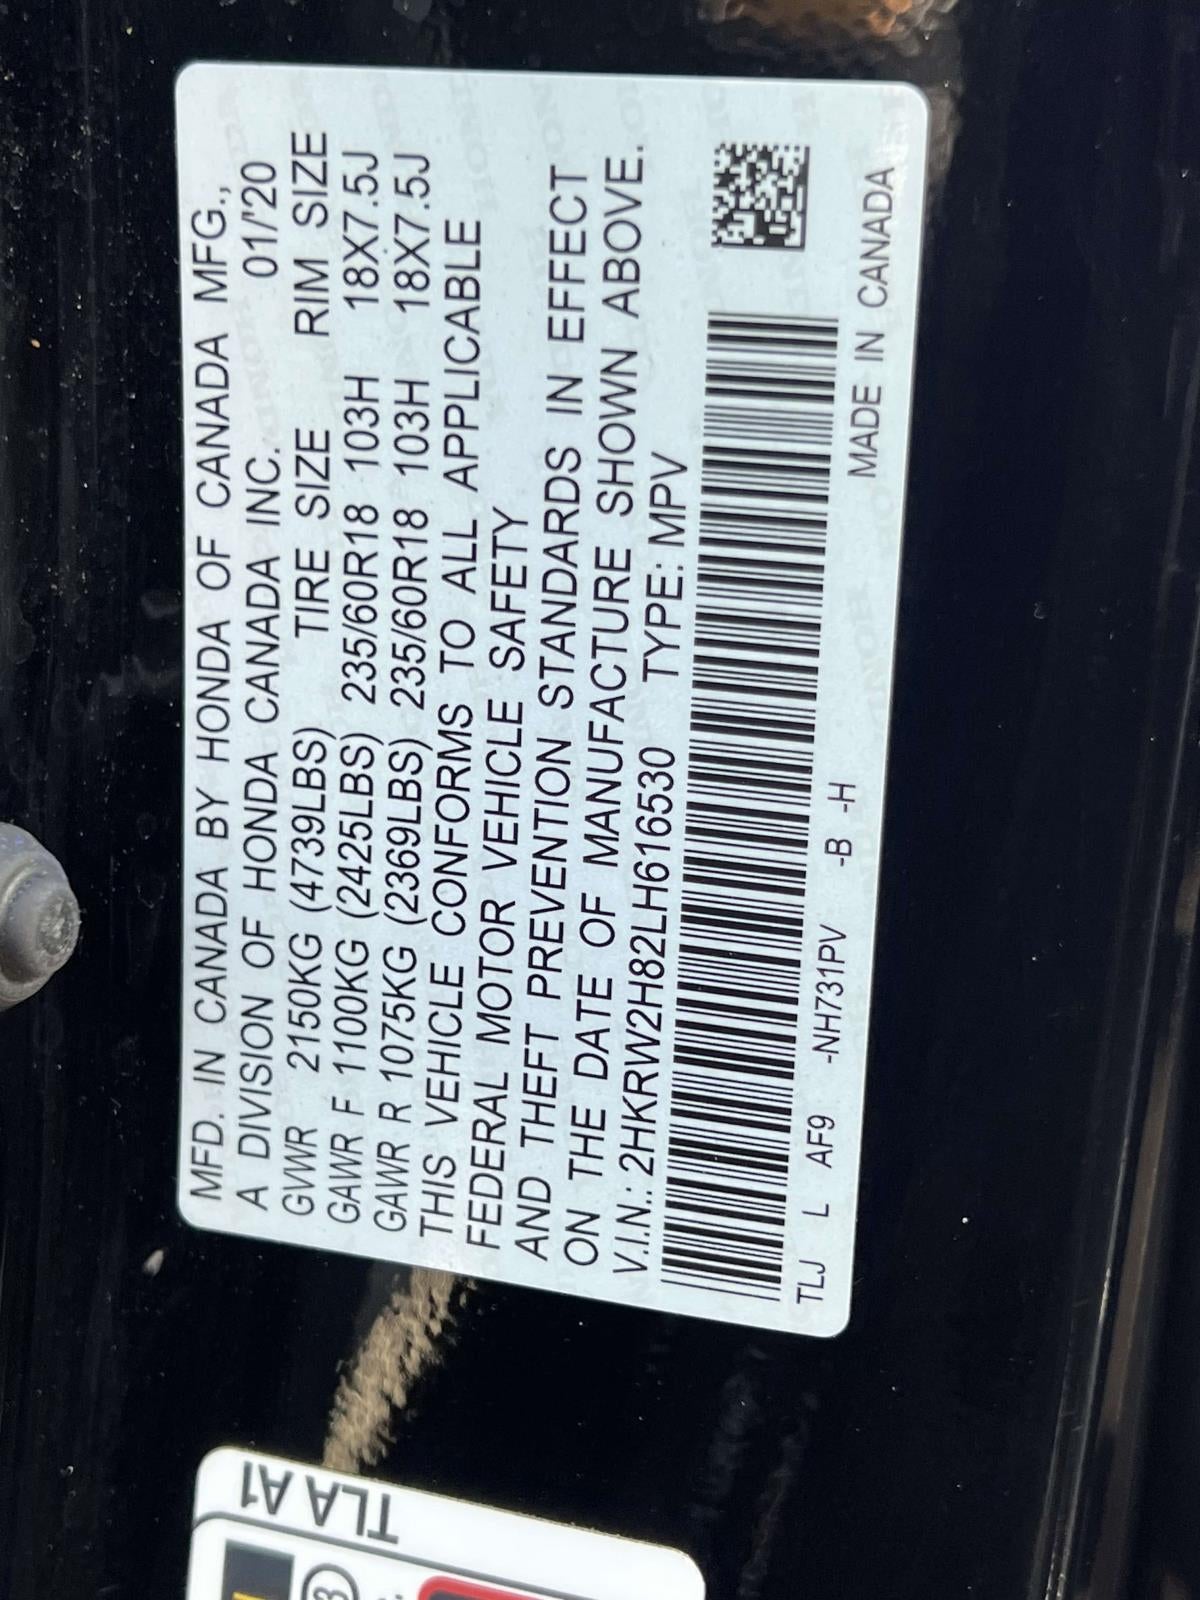 MFD. IN CANADA BY HONDA OF CANADA MFG.,
A DIVISION OF HONDA CANADA INC. 01/'20
GVWR 2150KG (4739LBS) TIRE SIZE RIM SIZE
GAWR F 1100KG (2425LBS) 235/60R18 103H 18X7.5J
GAWR R 1075KG (2369LBS) 235/60R18 103H 18X7.5J
THIS VEHICLE CONFORMS TO ALL APPLICABLE
FEDERAL MOTOR VEHICLE SAFETY
AND THEFT PREVENTION STANDARDS IN EFFECT
ON THE DATE OF MANUFACTURE SHOWN ABOVE.
V.I.N.: 2HKRW2H82LH616530 TYPE: MPV
TLJ L AF9 -NH731PV -B -H MADE IN CANADA
TLA A1